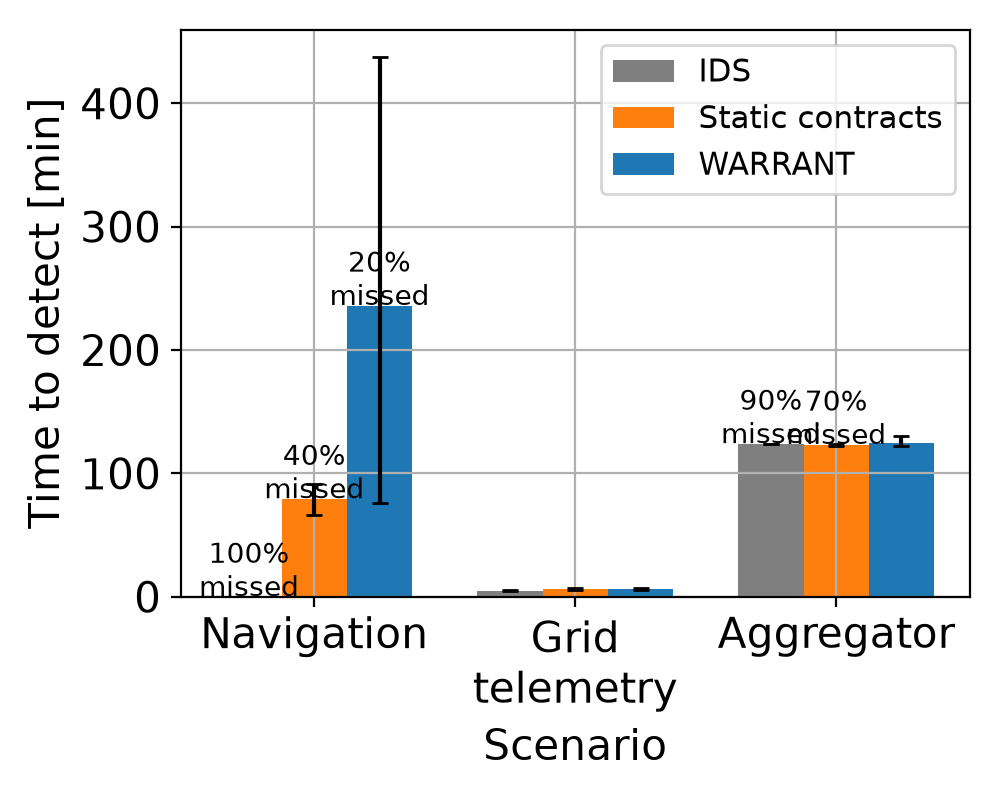 Time to detect [min]
400
300
200
100
0
IDS
Static contracts
WARRANT
100%
missed
40%
missed
20%
missed
90%
missed
70%
missed
Navigation
Grid
telemetry
Aggregator
Scenario